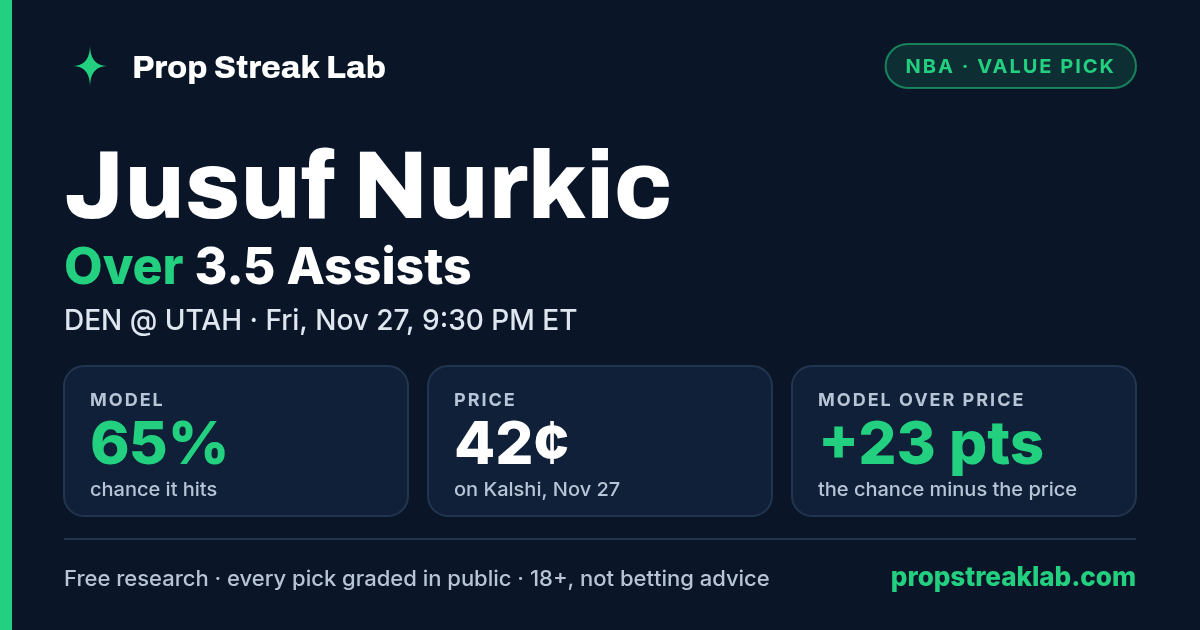 Prop Streak Lab
NBA · VALUE PICK
Jusuf Nurkic
Over 3.5 Assists
DEN @ UTAH · Fri, Nov 27, 9:30 PM ET
MODEL
65%
chance it hits
PRICE
42¢
on Kalshi, Nov 27
MODEL OVER PRICE
+23 pts
the chance minus the price
Free research · every pick graded in public · 18+, not betting advice
propstreaklab.com